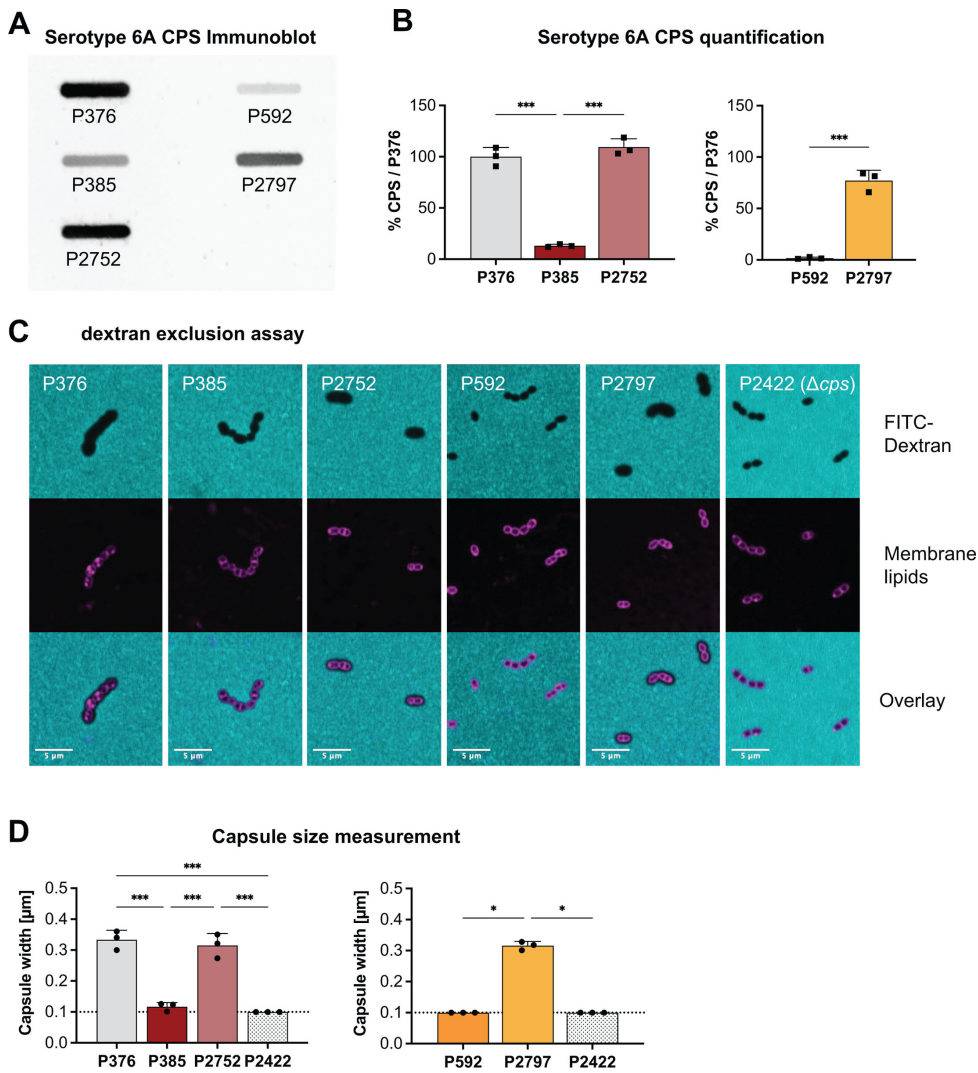 A
Serotype 6A CPS Immunoblot
P376
P592
P385
P2797
P2752
B
Serotype 6A CPS quantification
% CPS / P376
150
100
50
0
***
***
P376 P385 P2752
% CPS / P376
150
100
50
0
***
P592 P2797
C
dextran exclusion assay
P376 P385 P2752 P592 P2797 P2422 (Δcps)
FITC-
Dextran
Membrane
lipids
Overlay
5 µm 5 µm 5 µm 5 µm 5 µm 5 µm
D
Capsule size measurement
Capsule width [µm]
0.5
0.4
0.3
0.2
0.1
0.0
***
*** *** ***
P376 P385 P2752 P2422
Capsule width [µm]
0.5
0.4
0.3
0.2
0.1
0.0
* *
P592 P2797 P2422